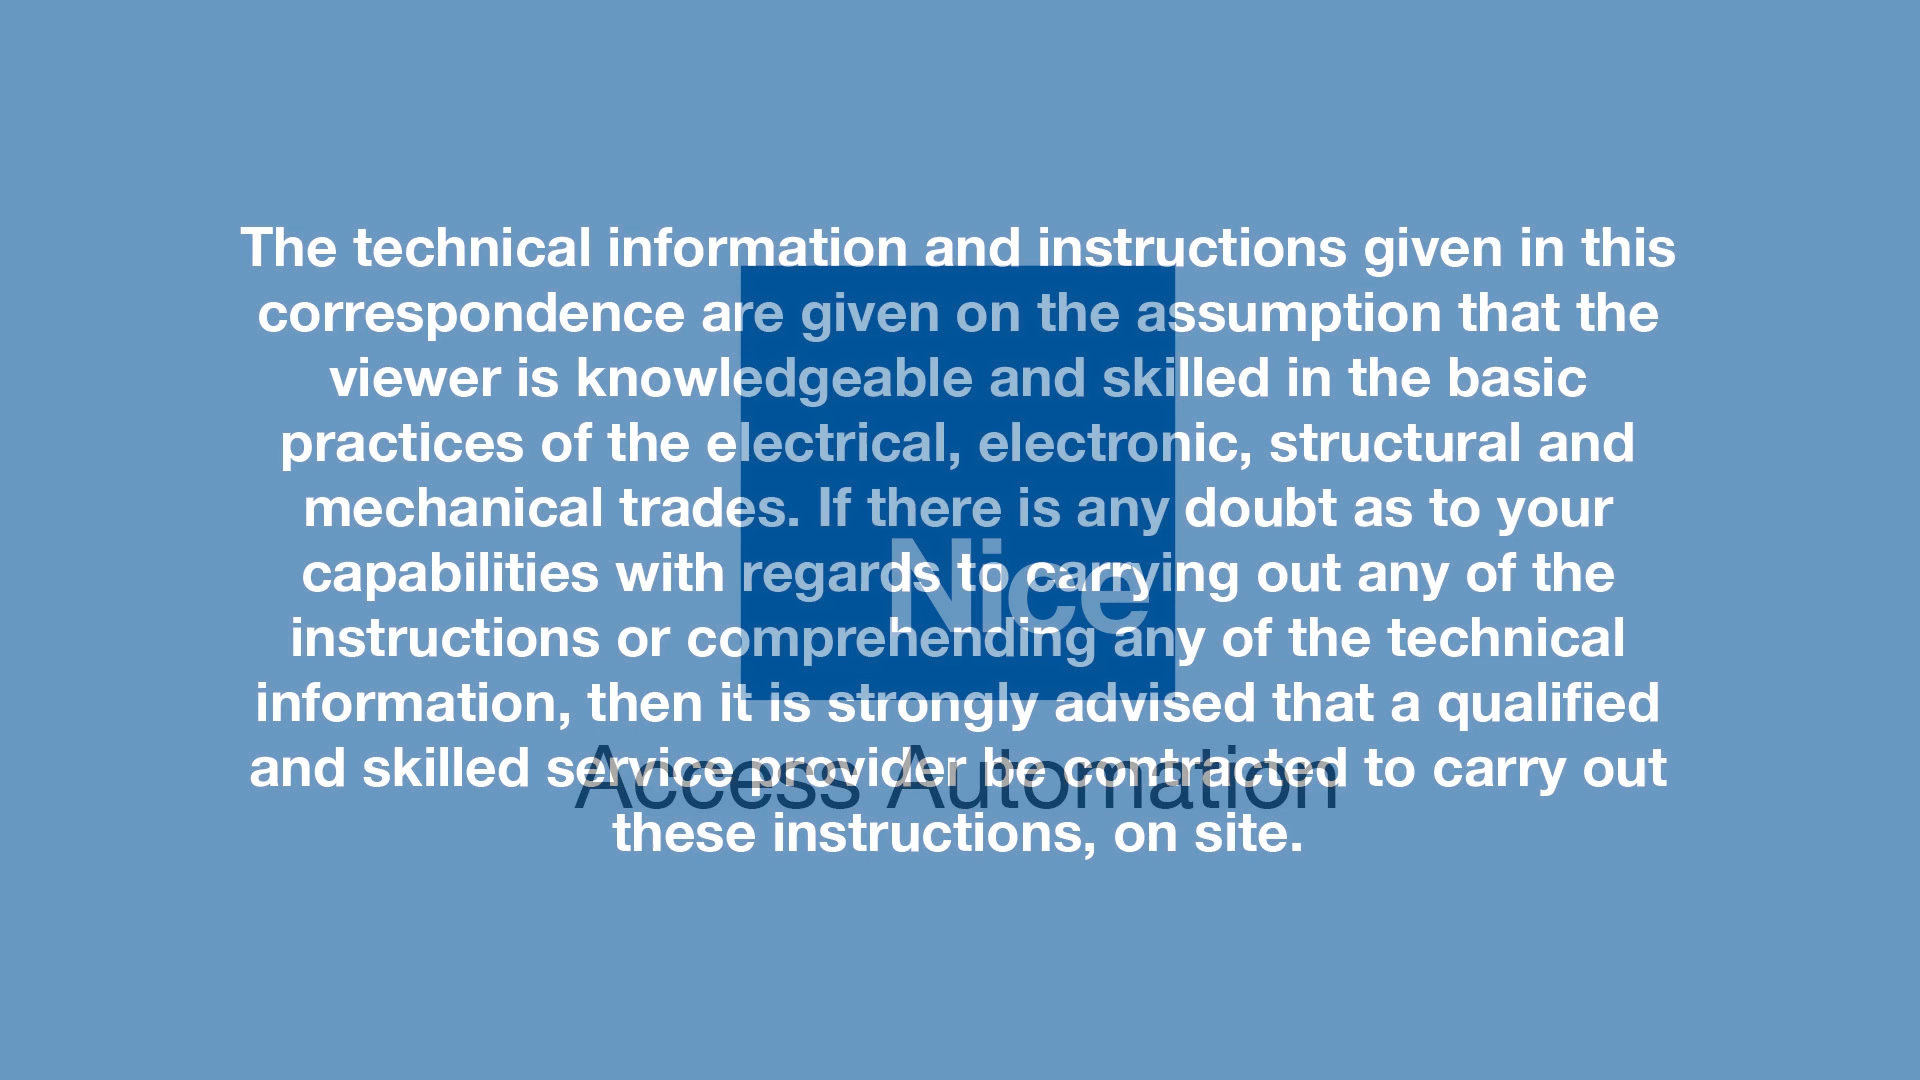 The technical information and instructions given in this
correspondence are given on the assumption that the
viewer is knowledgeable and skilled in the basic
practices of the electrical, electronic, structural and
mechanical trades. If there is any doubt as to your
capabilities with regards to carrying out any of the
instructions or comprehending any of the technical
information, then it is strongly advised that a qualified
and skilled service provider be contracted to carry out
these instructions, on site.
Nice
Access Automation